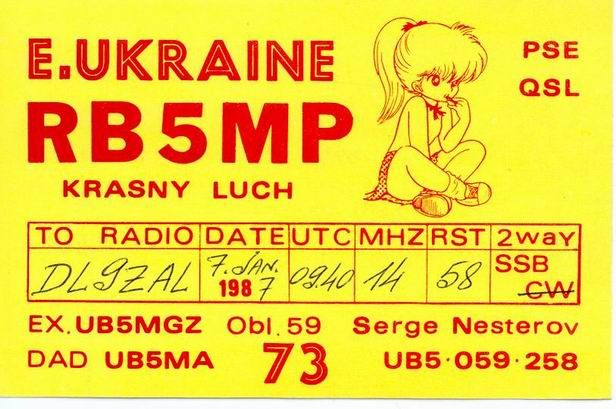 E.UKRAINE
PSE
QSL
RB5MP
KRASNY LUCH
TO RADIO DATE UTC MHZ RST 2way
DL9ZAL 7. JAN. 1987 09.40 14 58 SSB CW
EX. UB5MGZ Obl. 59 Serge Nesterov
DAD UB5MA 73 UB5·059·258